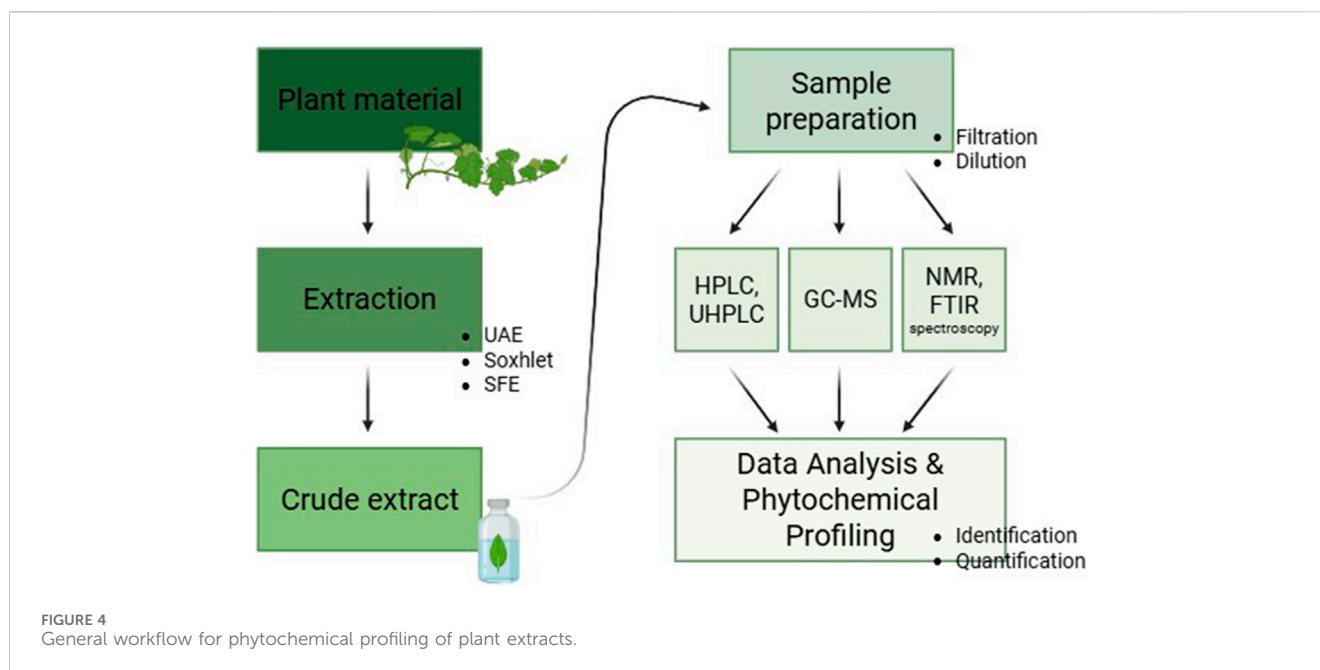 Plant material
Extraction
• UAE
• Soxhlet
• SFE
Crude extract
Sample
preparation
• Filtration
• Dilution
HPLC,
UHPLC
GC-MS
NMR,
FTIR
spectroscopy
Data Analysis &
Phytochemical
Profiling
• Identification
• Quantification
FIGURE 4
General workflow for phytochemical profiling of plant extracts.